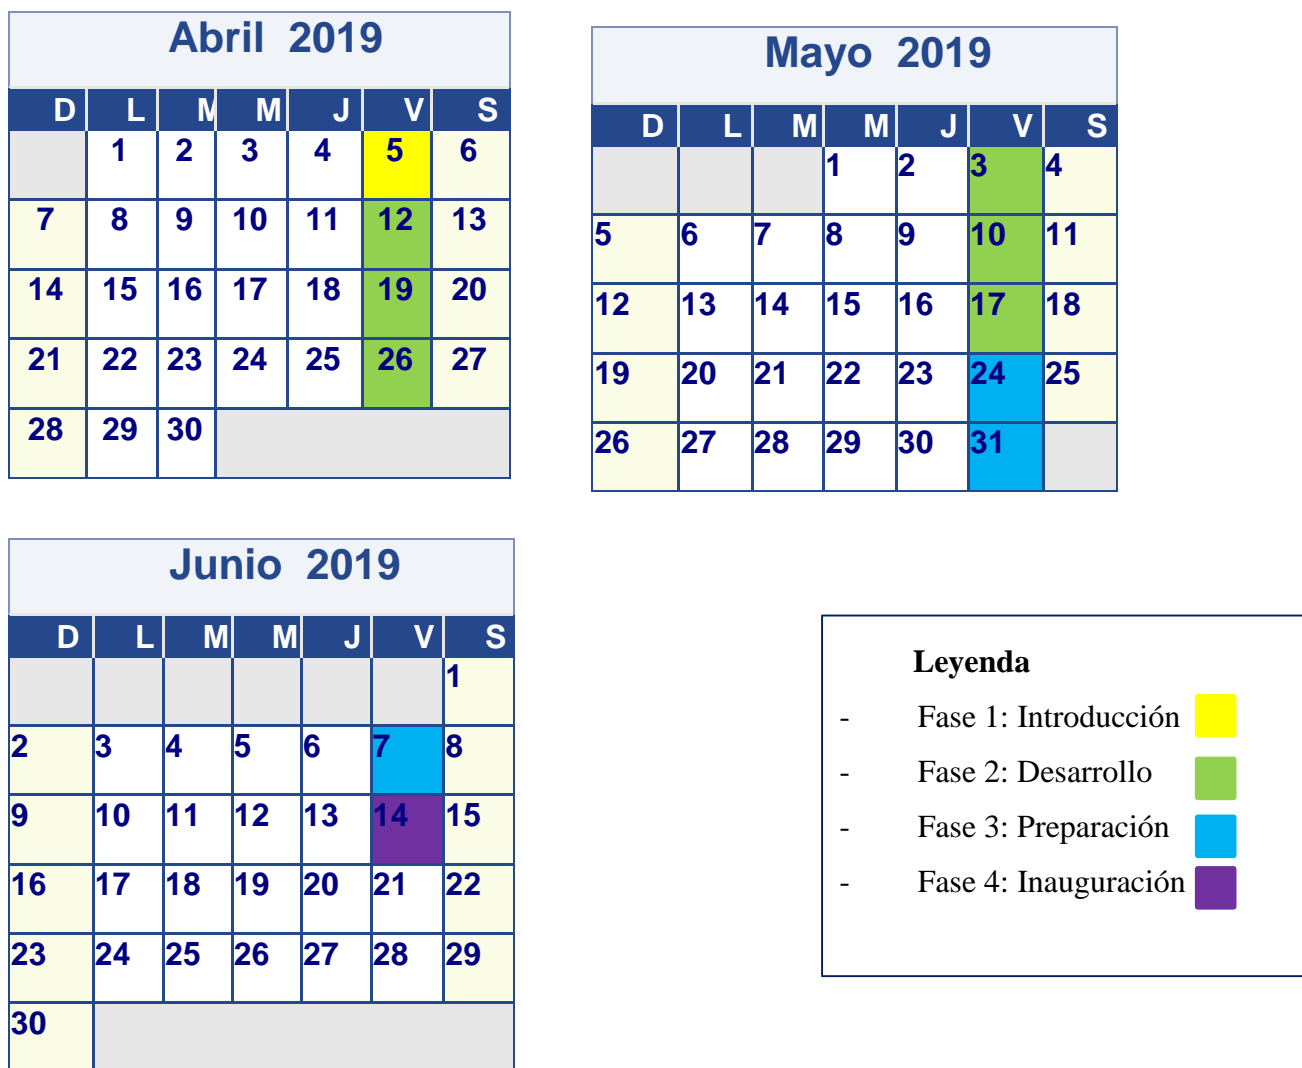 Abril 2019
D L M M J V S
1 2 3 4 5 6
7 8 9 10 11 12 13
14 15 16 17 18 19 20
21 22 23 24 25 26 27
28 29 30
Mayo 2019
D L M M J V S
1 2 3 4
5 6 7 8 9 10 11
12 13 14 15 16 17 18
19 20 21 22 23 24 25
26 27 28 29 30 31
Junio 2019
D L M M J V S
1
2 3 4 5 6 7 8
9 10 11 12 13 14 15
16 17 18 19 20 21 22
23 24 25 26 27 28 29
30
Leyenda
- Fase 1: Introducción
- Fase 2: Desarrollo
- Fase 3: Preparación
- Fase 4: Inauguración